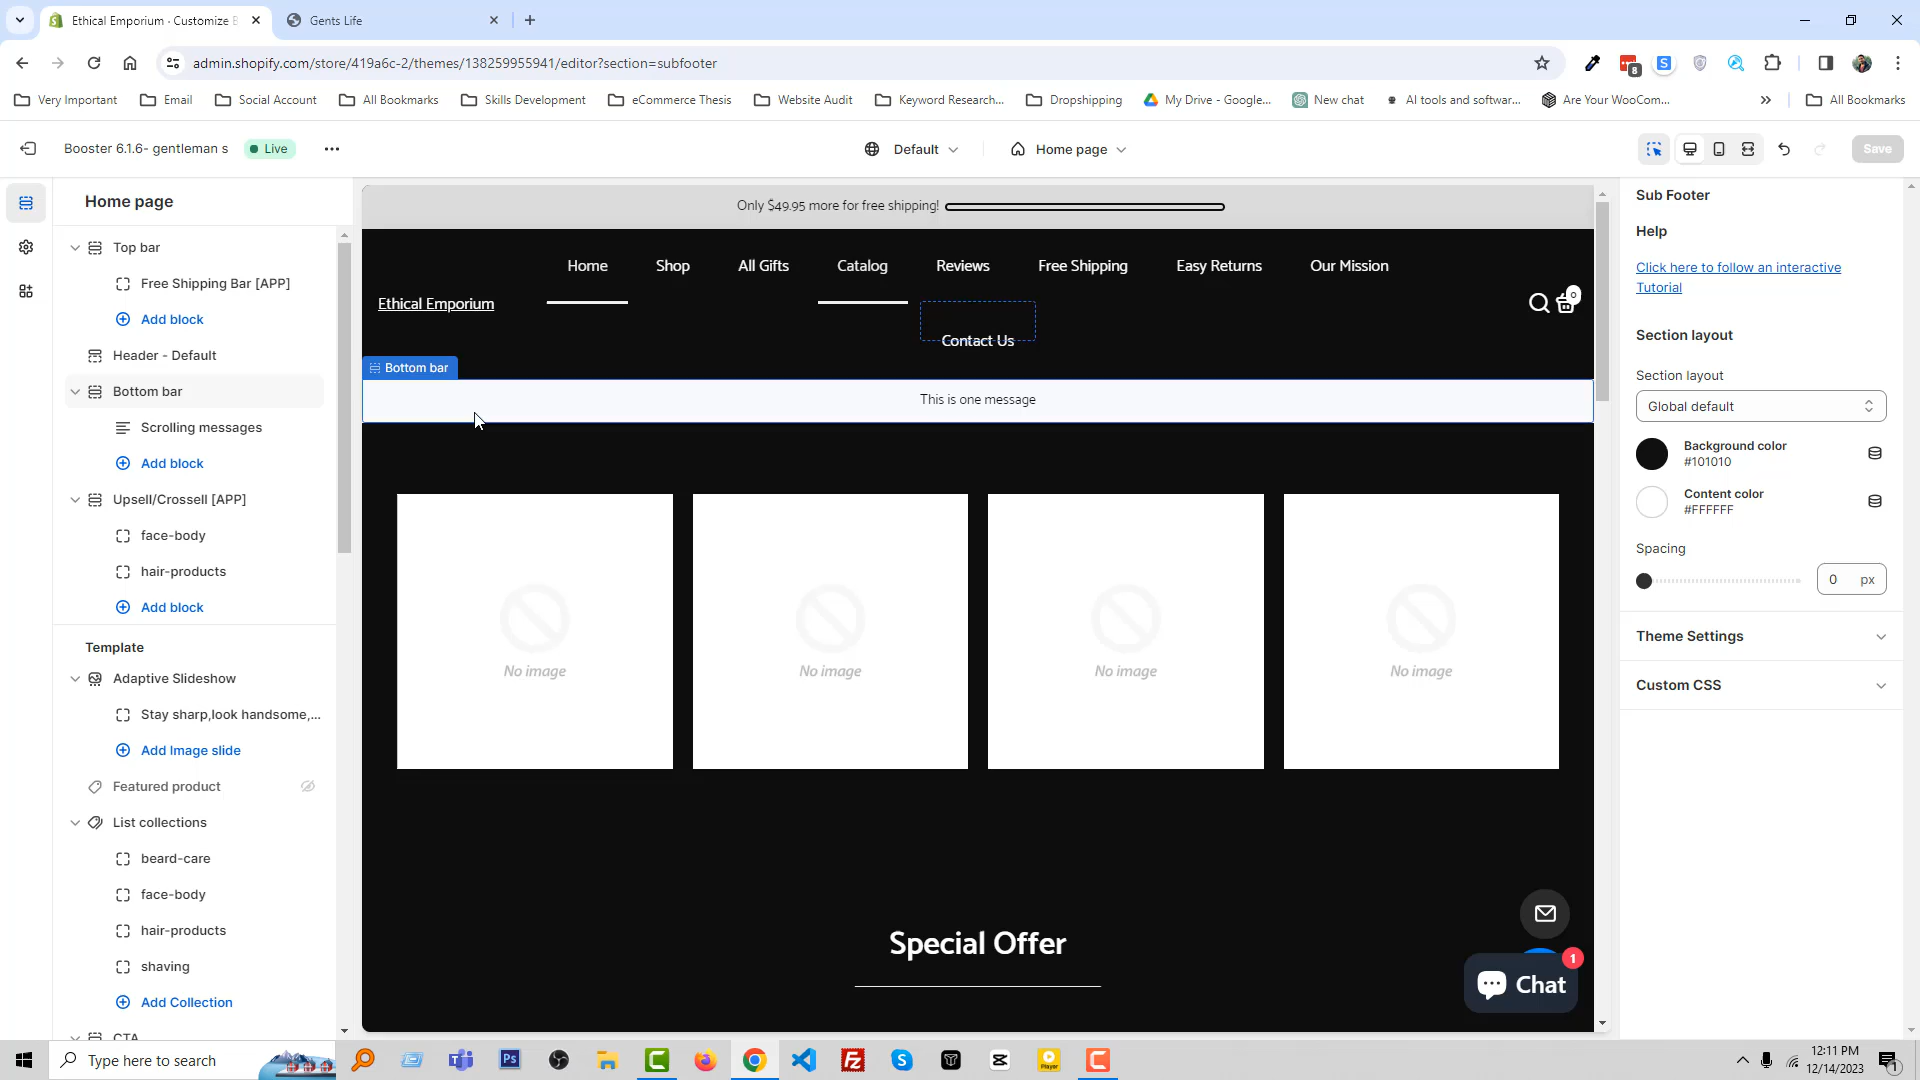 Ethical Emporium · Customize B
Gents Life
admin.shopify.com/store/419a6c-2/themes/138259955941/editor?section=subfooter
8
Very Important
Email
Social Account
All Bookmarks
Skills Development
eCommerce Thesis
Website Audit
Keyword Research...
Dropshipping
My Drive - Google...
New chat
AI tools and softwar...
Are Your WooCom...
All Bookmarks
Booster 6.1.6- gentleman s
Live
Default
Home page
Save
Home page
Top bar
Free Shipping Bar [APP]
Add block
Header - Default
Bottom bar
Scrolling messages
Add block
Upsell/Crossell [APP]
face-body
hair-products
Add block
Template
Adaptive Slideshow
Stay sharp,look handsome,...
Add Image slide
Featured product
List collections
beard-care
face-body
hair-products
shaving
Add Collection
CTA
Only $49.95 more for free shipping!
Home
Shop
All Gifts
Catalog
Reviews
Free Shipping
Easy Returns
Our Mission
Ethical Emporium
0
Contact Us
Bottom bar
This is one message
No image
No image
No image
No image
Special Offer
Chat
1
Sub Footer
Help
Click here to follow an interactive
Tutorial
Section layout
Section layout
Global default
Background color
#101010
Content color
#FFFFFF
Spacing
0 px
Theme Settings
Custom CSS
Type here to search
Ps
Player
12:11 PM
12/14/2023
1